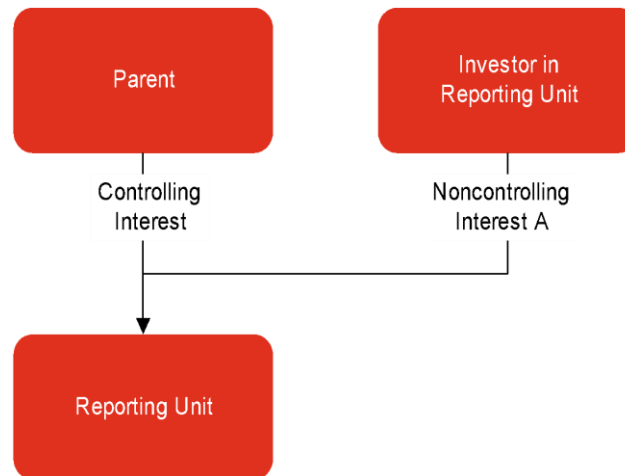 Parent
Investor in
Reporting Unit
Controlling
Interest
Noncontrolling
Interest A
Reporting Unit